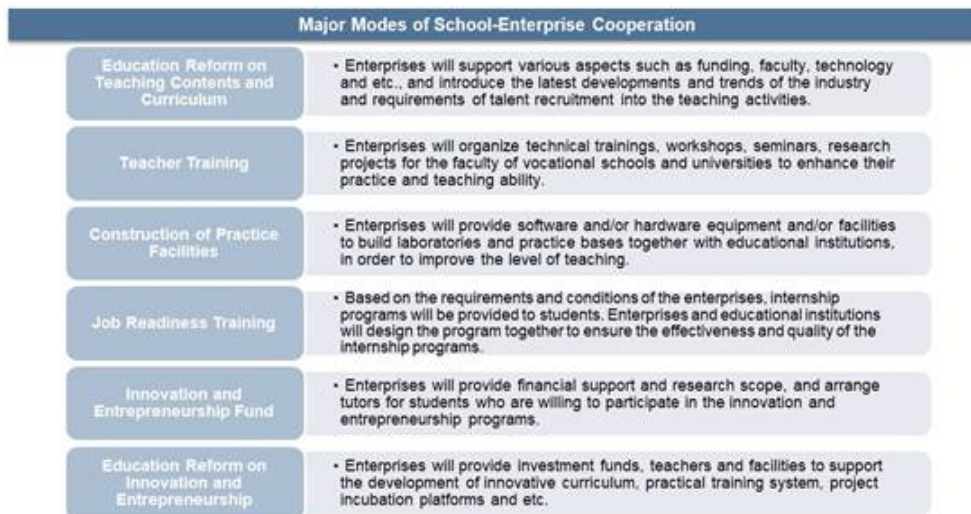 Major Modes of School-Enterprise Cooperation
Education Reform on
Teaching Contents and
Curriculum
• Enterprises will support various aspects such as funding, faculty, technology
and etc., and introduce the latest developments and trends of the industry
and requirements of talent recruitment into the teaching activities.
Teacher Training
• Enterprises will organize technical trainings, workshops, seminars, research
projects for the faculty of vocational schools and universities to enhance their
practice and teaching ability.
Construction of Practice
Facilities
• Enterprises will provide software and/or hardware equipment and/or facilities
to build laboratories and practice bases together with educational institutions,
in order to improve the level of teaching.
Job Readiness Training
• Based on the requirements and conditions of the enterprises, internship
programs will be provided to students. Enterprises and educational institutions
will design the program together to ensure the effectiveness and quality of the
internship programs.
Innovation and
Entrepreneurship Fund
• Enterprises will provide financial support and research scope, and arrange
tutors for students who are willing to participate in the innovation and
entrepreneurship programs.
Education Reform on
Innovation and
Entrepreneurship
• Enterprises will provide investment funds, teachers and facilities to support
the development of innovative curriculum, practical training system, project
incubation platforms and etc.